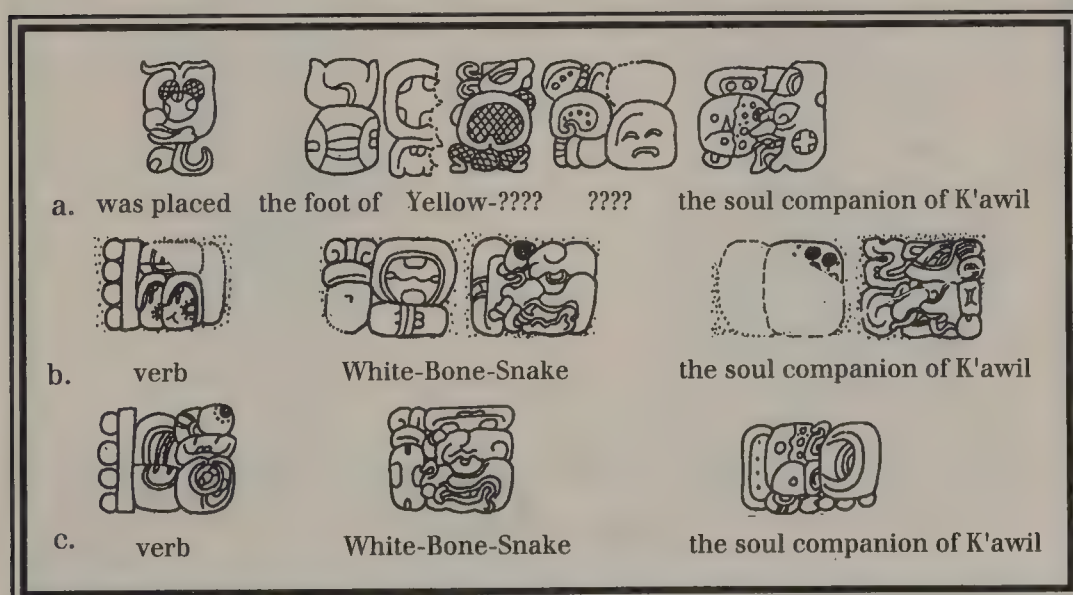 a. was placed the foot of Yellow-???? ???? the soul companion of K'awil
b. verb White-Bone-Snake the soul companion of K'awil
c. verb White-Bone-Snake the soul companion of K'awil